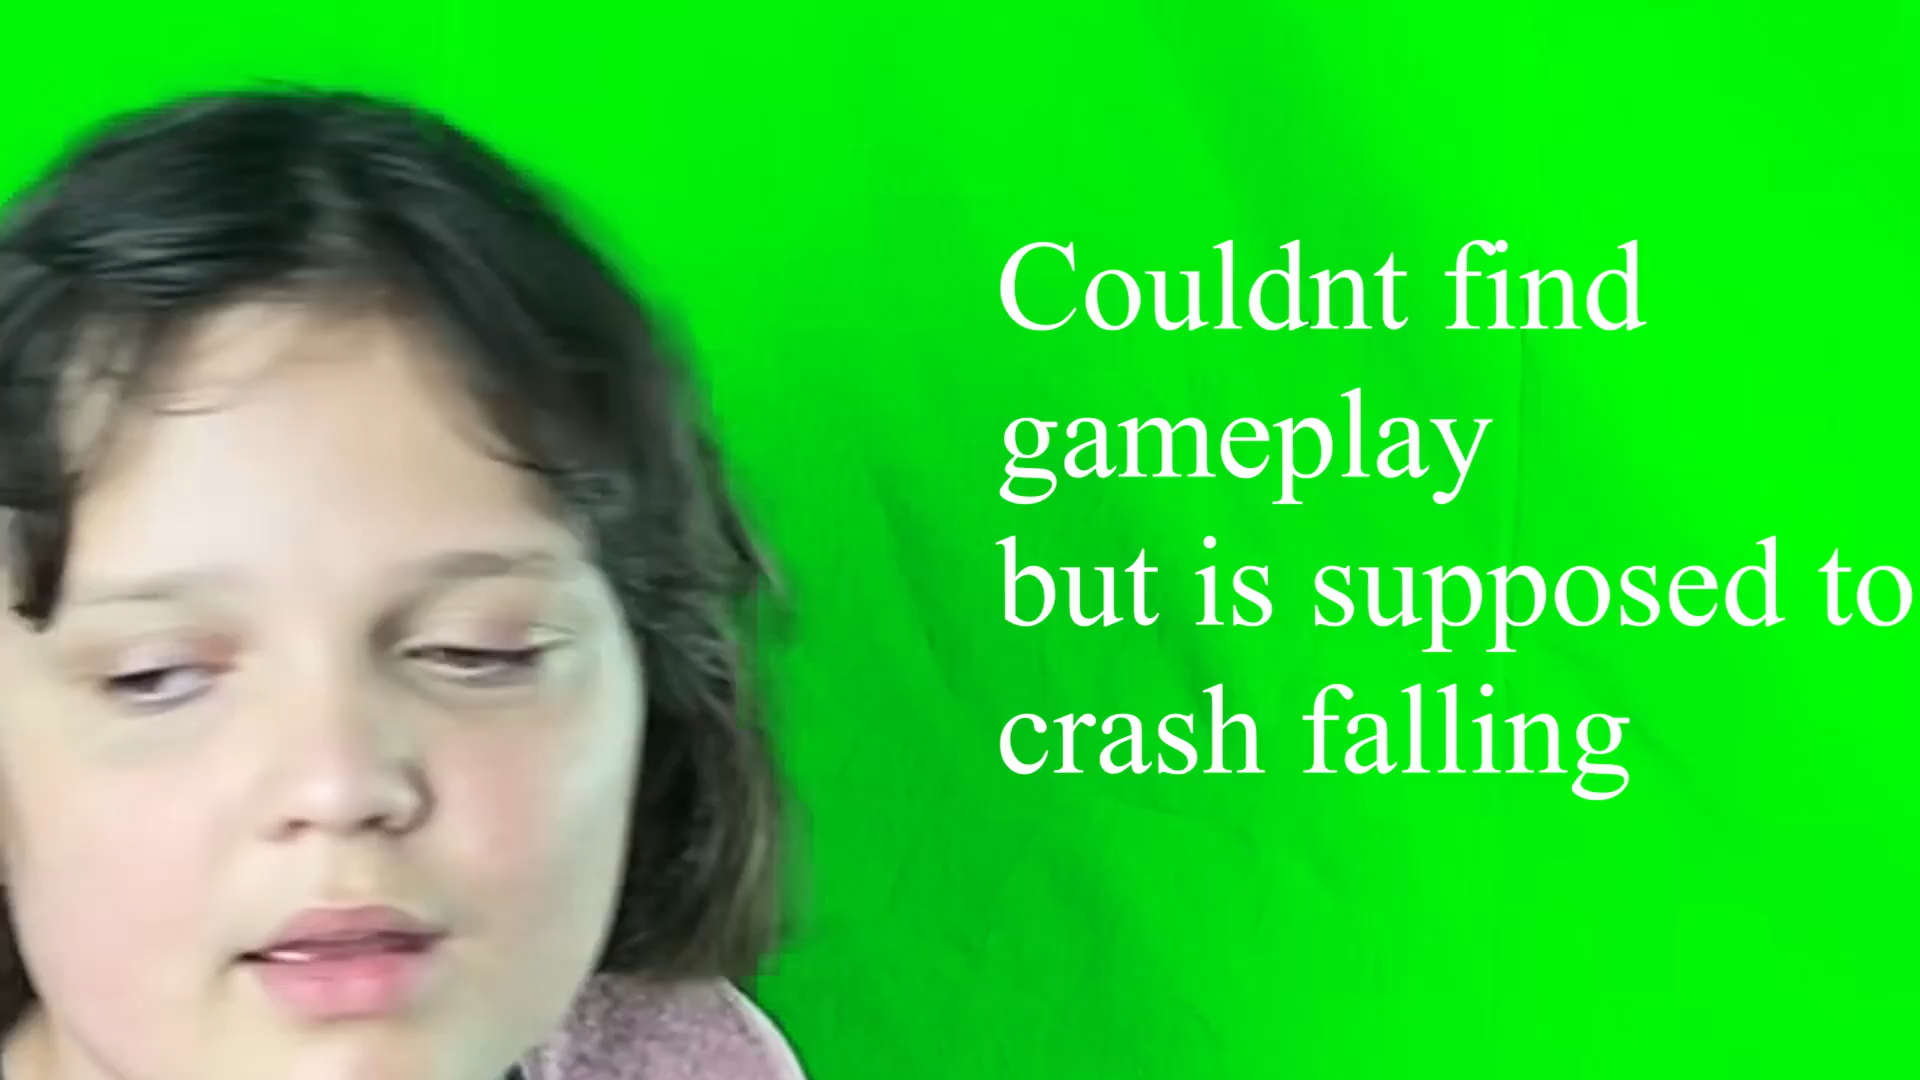 Couldnt find
gameplay
but is supposed to
crash falling